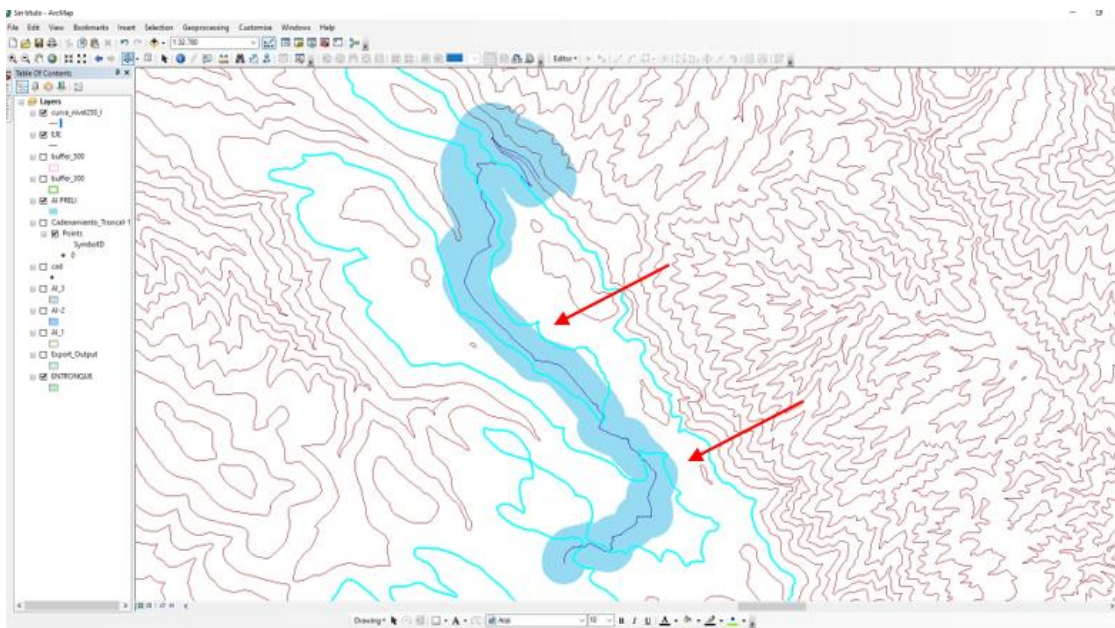 Sin título - ArcMap
File Edit View Bookmarks Insert Selection Geoprocessing Customize Windows Help
1:32,780
Editor
Table Of Contents
Layers
curva_nivel250_l
EJE
buffer_500
buffer_300
AI PRELI
Cadenamiento_Troncal-1
Points
SymbolID
0
cad
AI_3
AI-2
AI_1
Export_Output
ENTRONQUE
Drawing
Arial
10
B I U A